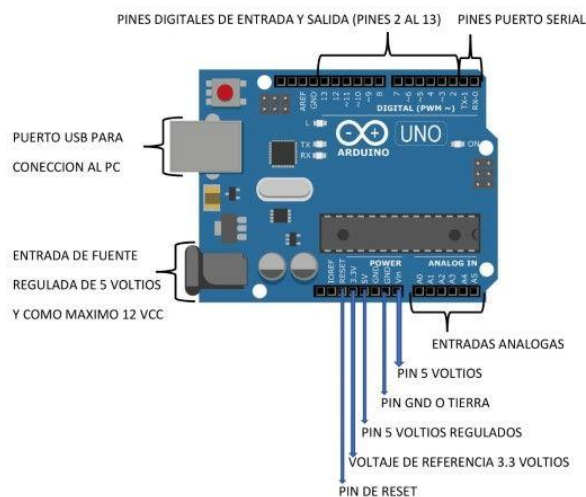 PINES DIGITALES DE ENTRADA Y SALIDA (PINES 2 AL 13)
PINES PUERTO SERIAL
AREF
GND
13
12
~11
~10
~9
8
7
~6
~5
4
~3
2
TX-1
RX-0
DIGITAL (PWM ~)
L
TX
RX
ARDUINO
UNO
ON
PUERTO USB PARA
CONECCION AL PC
ENTRADA DE FUENTE
REGULADA DE 5 VOLTIOS
Y COMO MAXIMO 12 VCC
POWER
ANALOG IN
IOREF
RESET
3.3V
5V
GND
GND
Vin
A0
A1
A2
A3
A4
A5
ENTRADAS ANALOGAS
PIN 5 VOLTIOS
PIN GND O TIERRA
PIN 5 VOLTIOS REGULADOS
VOLTAJE DE REFERENCIA 3.3 VOLTIOS
PIN DE RESET